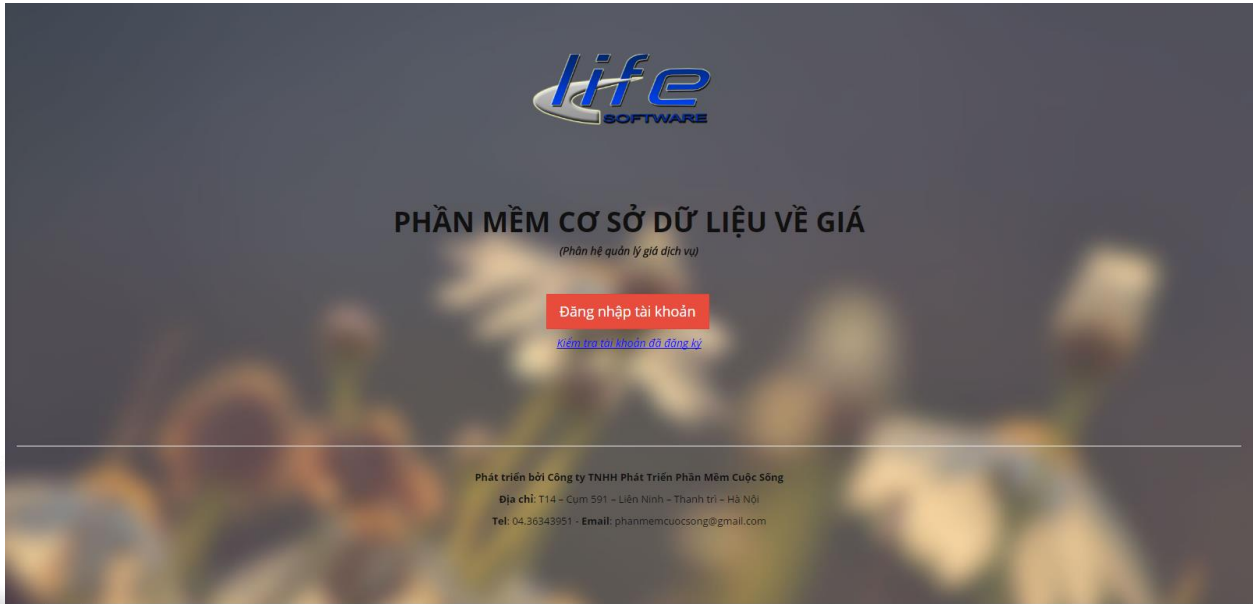 life
SOFTWARE
PHẦN MỀM CƠ SỞ DỮ LIỆU VỀ GIÁ
(Phân hệ quản lý giá dịch vụ)
Đăng nhập tài khoản
Kiểm tra tài khoản đã đăng ký
Phát triển bởi Công ty TNHH Phát Triển Phần Mềm Cuộc Sống
Địa chỉ: T14 – Cụm 591 – Liên Ninh – Thanh trì – Hà Nội
Tel: 04.36343951 - Email: phanmemcuocsong@gmail.com